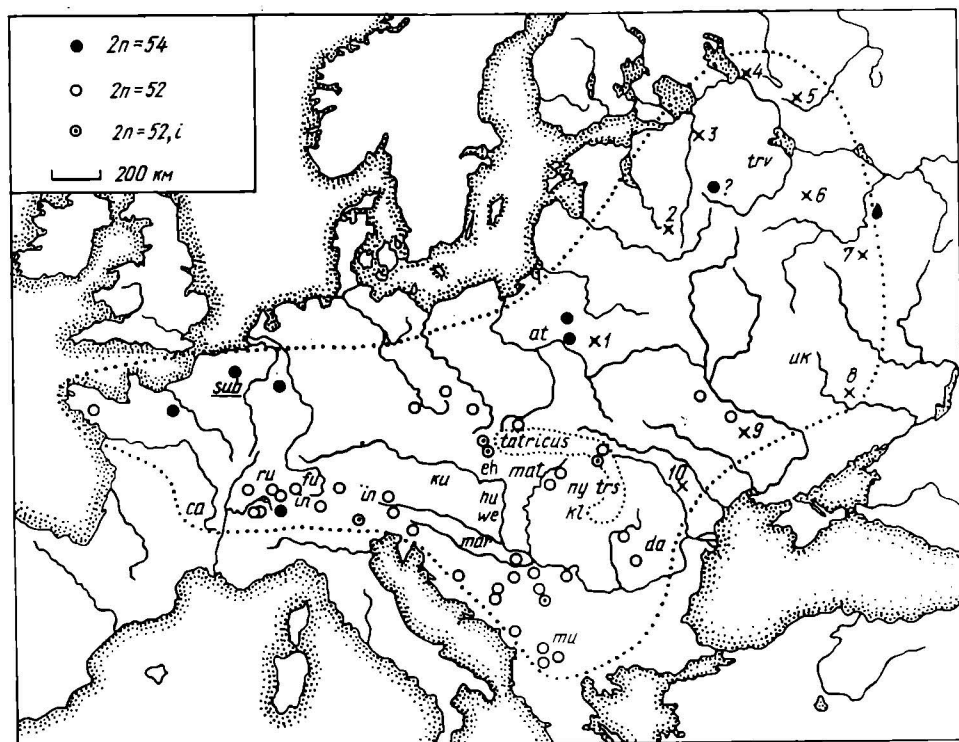 2n=54
2n=52
2n=52,i
200 км
4
5
3
trv
?
6
2
7
at
1
ик
8
sub
9
tatricus
eh
mat
ки
ru
fu
in
in
ny
trs
10
hu
we
kl
ca
mar
da
mu